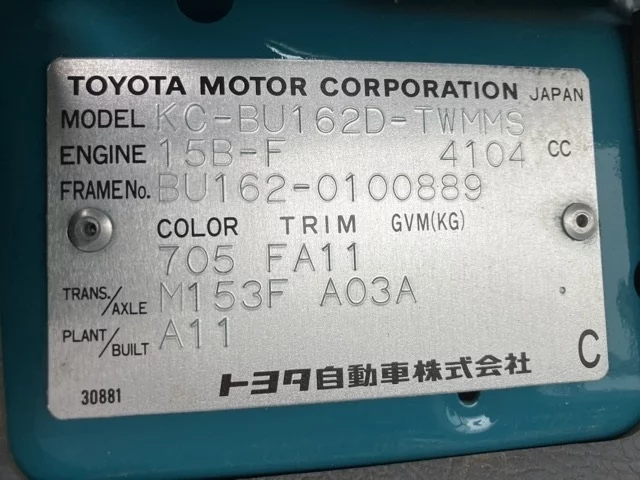 TOYOTA MOTOR CORPORATION JAPAN
MODEL KC-BU162D-TWMMS
ENGINE 15B-F 4104 CC
FRAME No. BU162-0100889
COLOR TRIM GVM(KG)
705 FA11
TRANS./AXLE M153F A03A
PLANT/BUILT A11
トヨタ自動車株式会社
30881
C